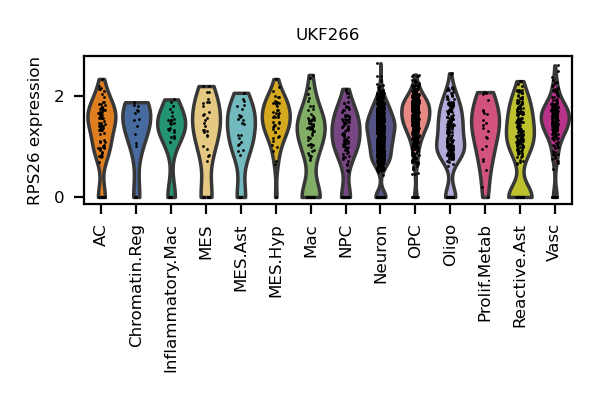 UKF266
RPS26 expression
2
0
AC
Chromatin.Reg
Inflammatory.Mac
MES
MES.Ast
MES.Hyp
Mac
NPC
Neuron
OPC
Oligo
Prolif.Metab
Reactive.Ast
Vasc